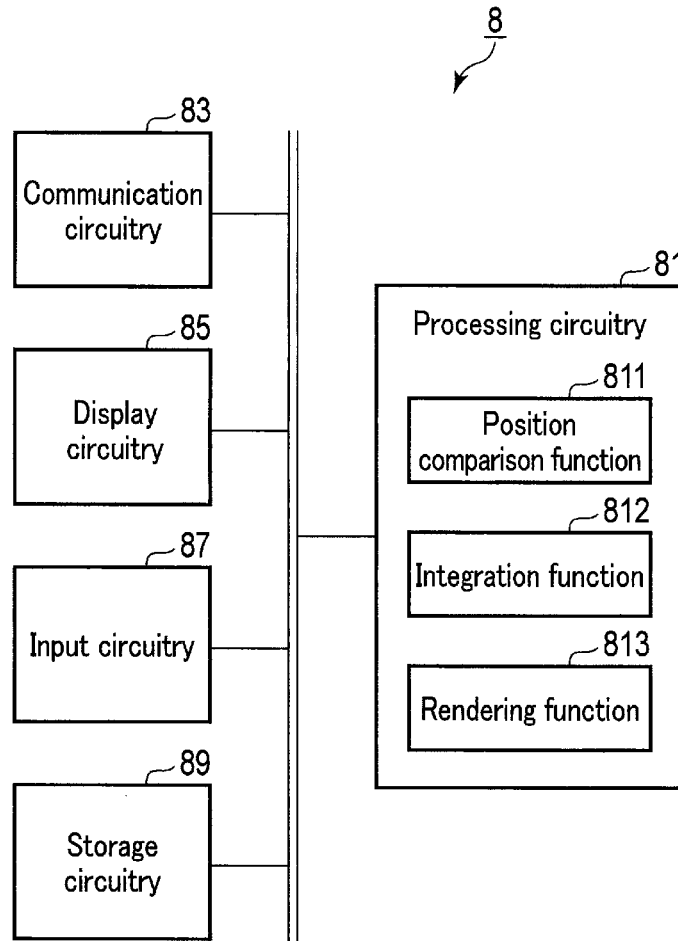 8
83
Communication
circuitry
85
Display
circuitry
87
Input circuitry
89
Storage
circuitry
81
Processing circuitry
811
Position
comparison function
812
Integration function
813
Rendering function